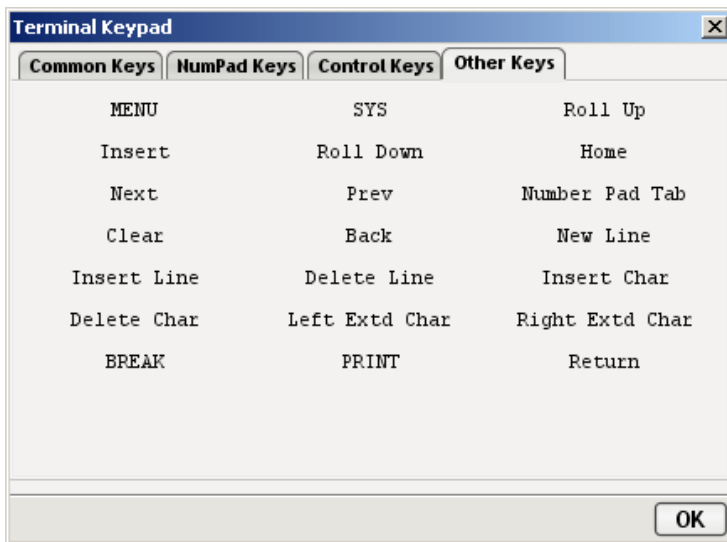 Terminal Keypad
Common Keys NumPad Keys Control Keys Other Keys
MENU SYS Roll Up
Insert Roll Down Home
Next Prev Number Pad Tab
Clear Back New Line
Insert Line Delete Line Insert Char
Delete Char Left Extd Char Right Extd Char
BREAK PRINT Return
OK